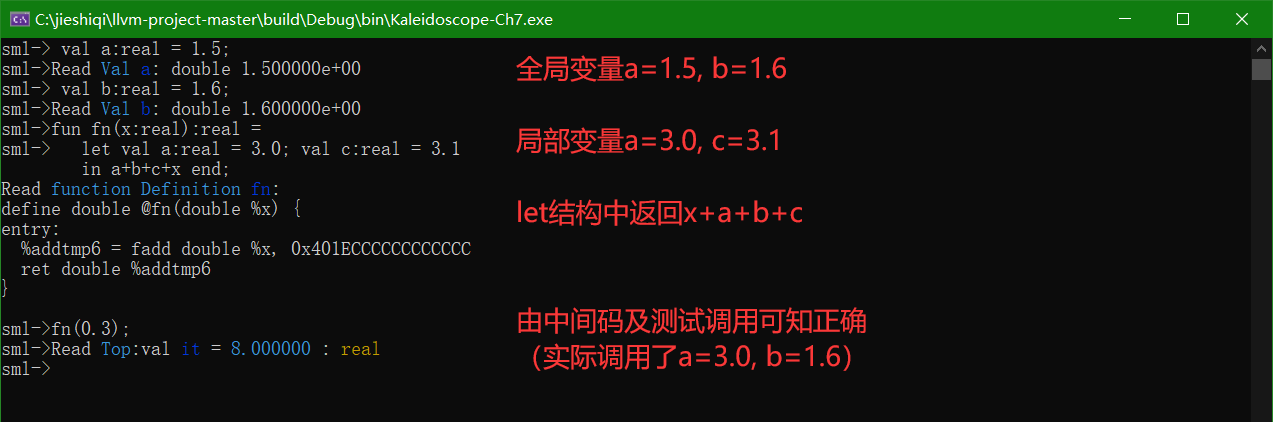 C:\jieshiqi\llvm-project-master\build\Debug\bin\Kaleidoscope-Ch7.exe
sml-> val a:real = 1.5;
sml->Read Val a: double 1.500000e+00
sml-> val b:real = 1.6;
sml->Read Val b: double 1.600000e+00
sml->fun fn(x:real):real =
sml->   let val a:real = 3.0; val c:real = 3.1
        in a+b+c+x end;
Read function Definition fn:
define double @fn(double %x) {
entry:
  %addtmp6 = fadd double %x, 0x401ECCCCCCCCCCCC
  ret double %addtmp6
}
sml->fn(0.3);
sml->Read Top:val it = 8.000000 : real
sml->
全局变量a=1.5, b=1.6
局部变量a=3.0, c=3.1
let结构中返回x+a+b+c
由中间码及测试调用可知正确
（实际调用了a=3.0, b=1.6）